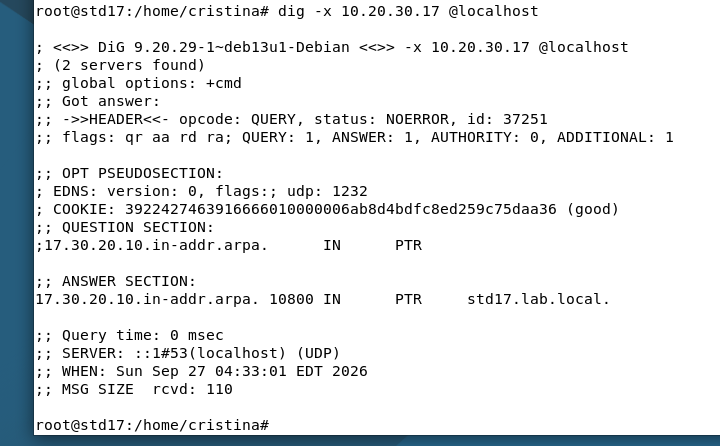 root@std17:/home/cristina# dig -x 10.20.30.17 @localhost
; <<>> DiG 9.20.29-1~deb13u1-Debian <<>> -x 10.20.30.17 @localhost
; (2 servers found)
;; global options: +cmd
;; Got answer:
;; ->>HEADER<<- opcode: QUERY, status: NOERROR, id: 37251
;; flags: qr aa rd ra; QUERY: 1, ANSWER: 1, AUTHORITY: 0, ADDITIONAL: 1
;; OPT PSEUDOSECTION:
; EDNS: version: 0, flags:; udp: 1232
; COOKIE: 3922427463916666010000006ab8d4bdfc8ed259c75daa36 (good)
;; QUESTION SECTION:
;17.30.20.10.in-addr.arpa. IN PTR
;; ANSWER SECTION:
17.30.20.10.in-addr.arpa. 10800 IN PTR std17.lab.local.
;; Query time: 0 msec
;; SERVER: ::1#53(localhost) (UDP)
;; WHEN: Sun Sep 27 04:33:01 EDT 2026
;; MSG SIZE rcvd: 110
root@std17:/home/cristina#